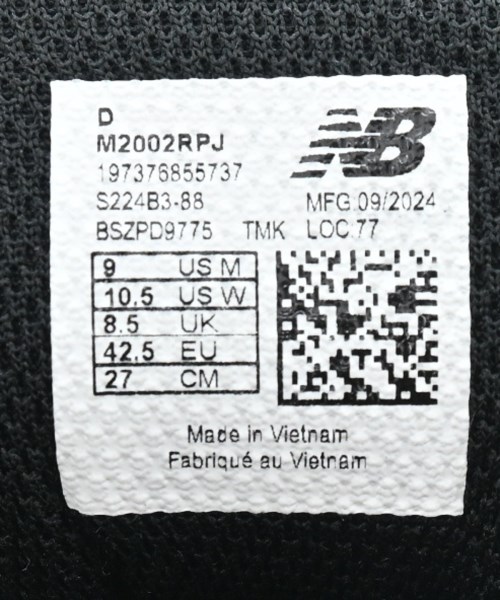 D
M2002RPJ
NB
197376855737
S224B3-88 MFG.09/2024
BSZPD9775 TMK LOC:77
9 US M
10.5 US W
8.5 UK
42.5 EU
27 CM
Made in Vietnam
Fabriqué au Vietnam